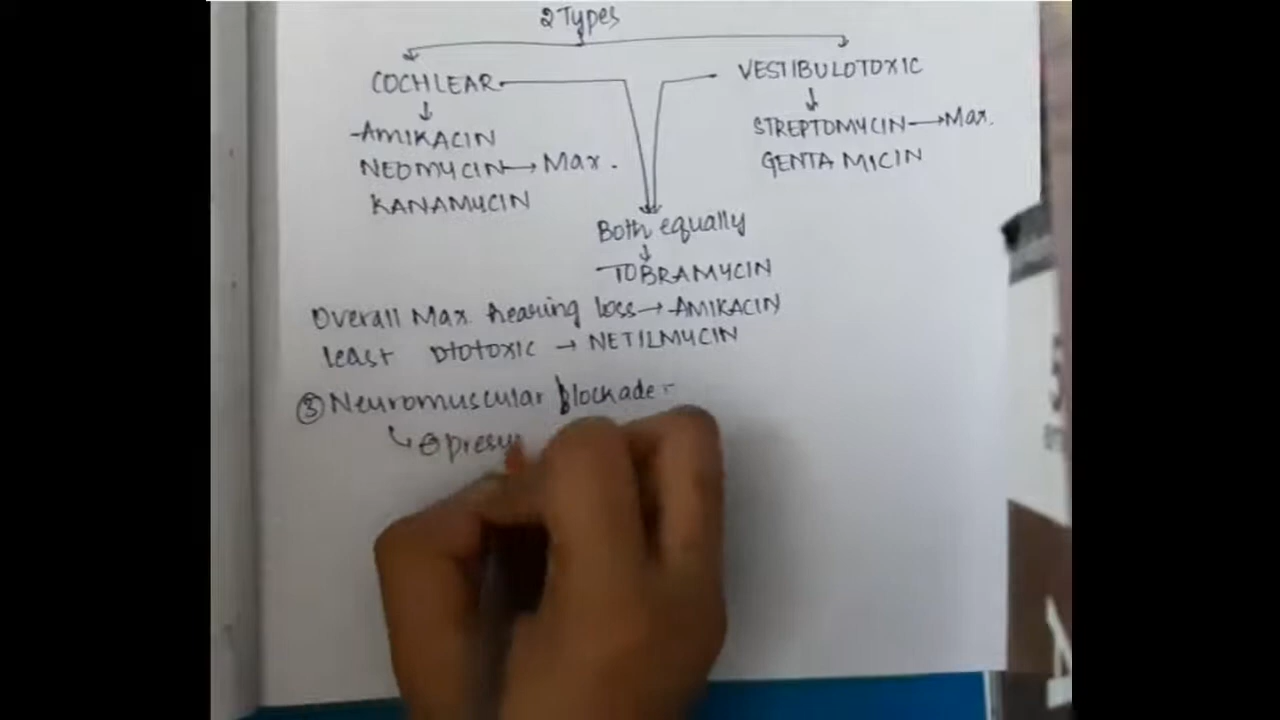 2 Types
COCHLEAR
VESTIBULOTOXIC
AMIKACIN
NEOMYCIN → Max.
KANAMYCIN
STREPTOMYCIN → Max.
GENTAMICIN
Both equally
TOBRAMYCIN
Overall Max. hearing loss → AMIKACIN
least ototoxic → NETILMYCIN
③ Neuromuscular blockade -
⊖ presy